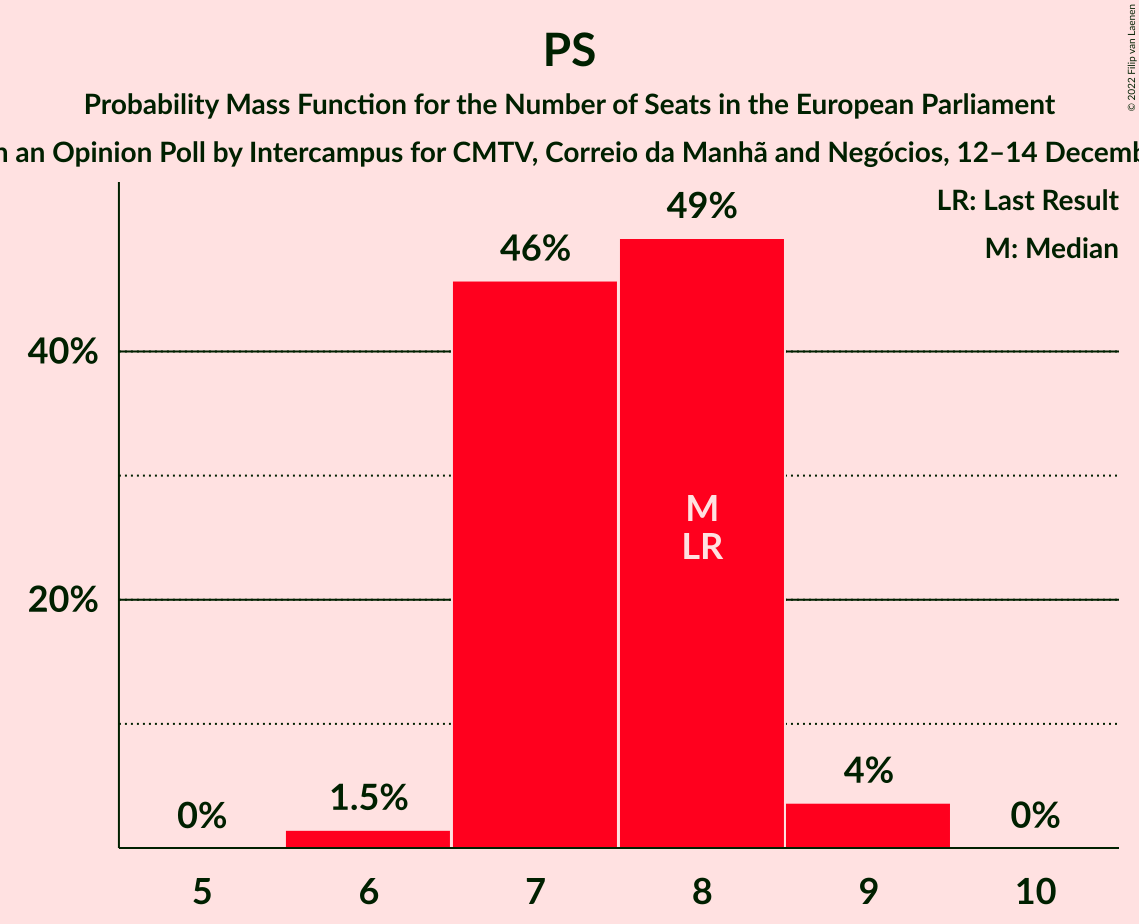 PS
Probability Mass Function for the Number of Seats in the European Parliament
an Opinion Poll by Intercampus for CMTV, Correio da Manhã and Negócios, 12–14
LR: Last Result
M: Median
49%
46%
40%
M
LR
20%
4%
1.5%
0%
0%
5 6 7 8 9 10
© 2022 Filip van Laenen